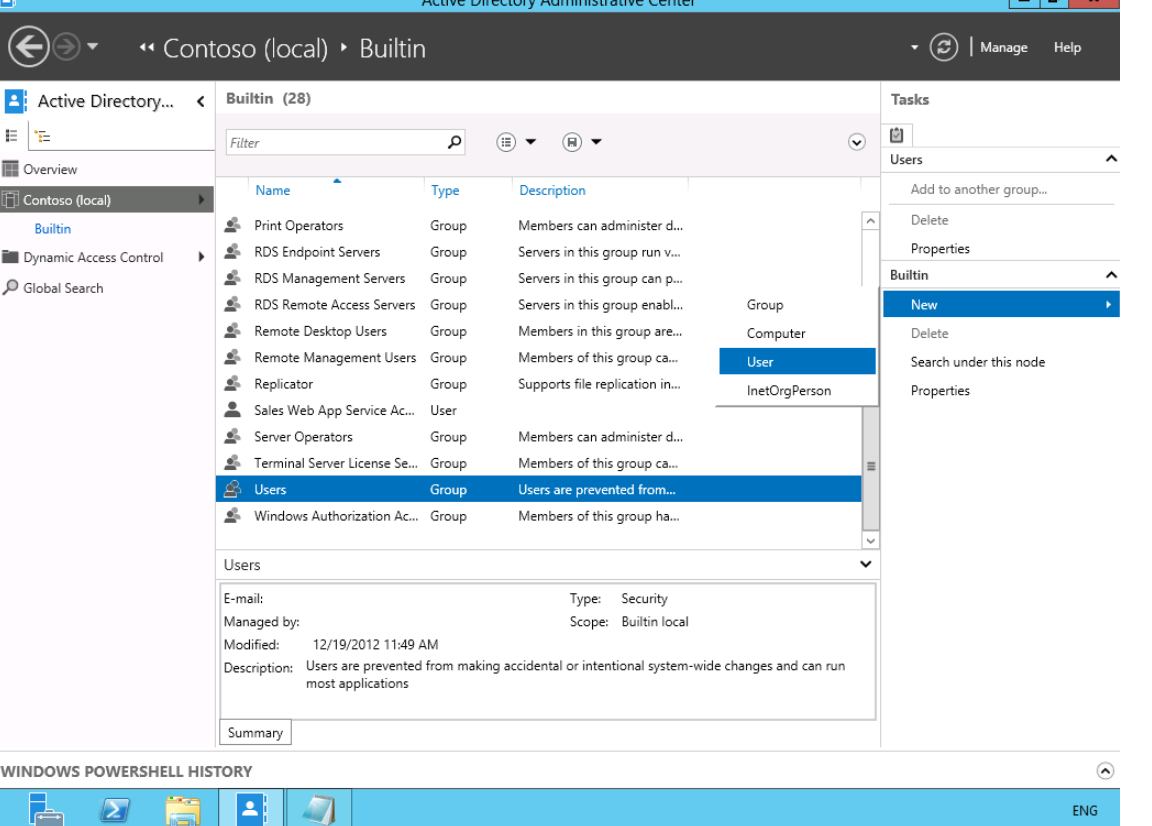 Active Directory Administrative Center
Contoso (local) Builtin
Manage Help
Active Directory...
Overview
Contoso (local)
Builtin
Dynamic Access Control
Global Search
Builtin (28)
Filter
Name Type Description
Print Operators Group Members can administer d...
RDS Endpoint Servers Group Servers in this group run v...
RDS Management Servers Group Servers in this group can p...
RDS Remote Access Servers Group Servers in this group enabl...
Remote Desktop Users Group Members in this group are...
Remote Management Users Group Members of this group ca...
Replicator Group Supports file replication in...
Sales Web App Service Ac... User
Server Operators Group Members can administer d...
Terminal Server License Se... Group Members of this group ca...
Users Group Users are prevented from...
Windows Authorization Ac... Group Members of this group ha...
Group
Computer
User
InetOrgPerson
Tasks
Users
Add to another group...
Delete
Properties
Builtin
New
Delete
Search under this node
Properties
Users
E-mail: Type: Security
Managed by: Scope: Builtin local
Modified: 12/19/2012 11:49 AM
Description: Users are prevented from making accidental or intentional system-wide changes and can run
most applications
Summary
WINDOWS POWERSHELL HISTORY
ENG